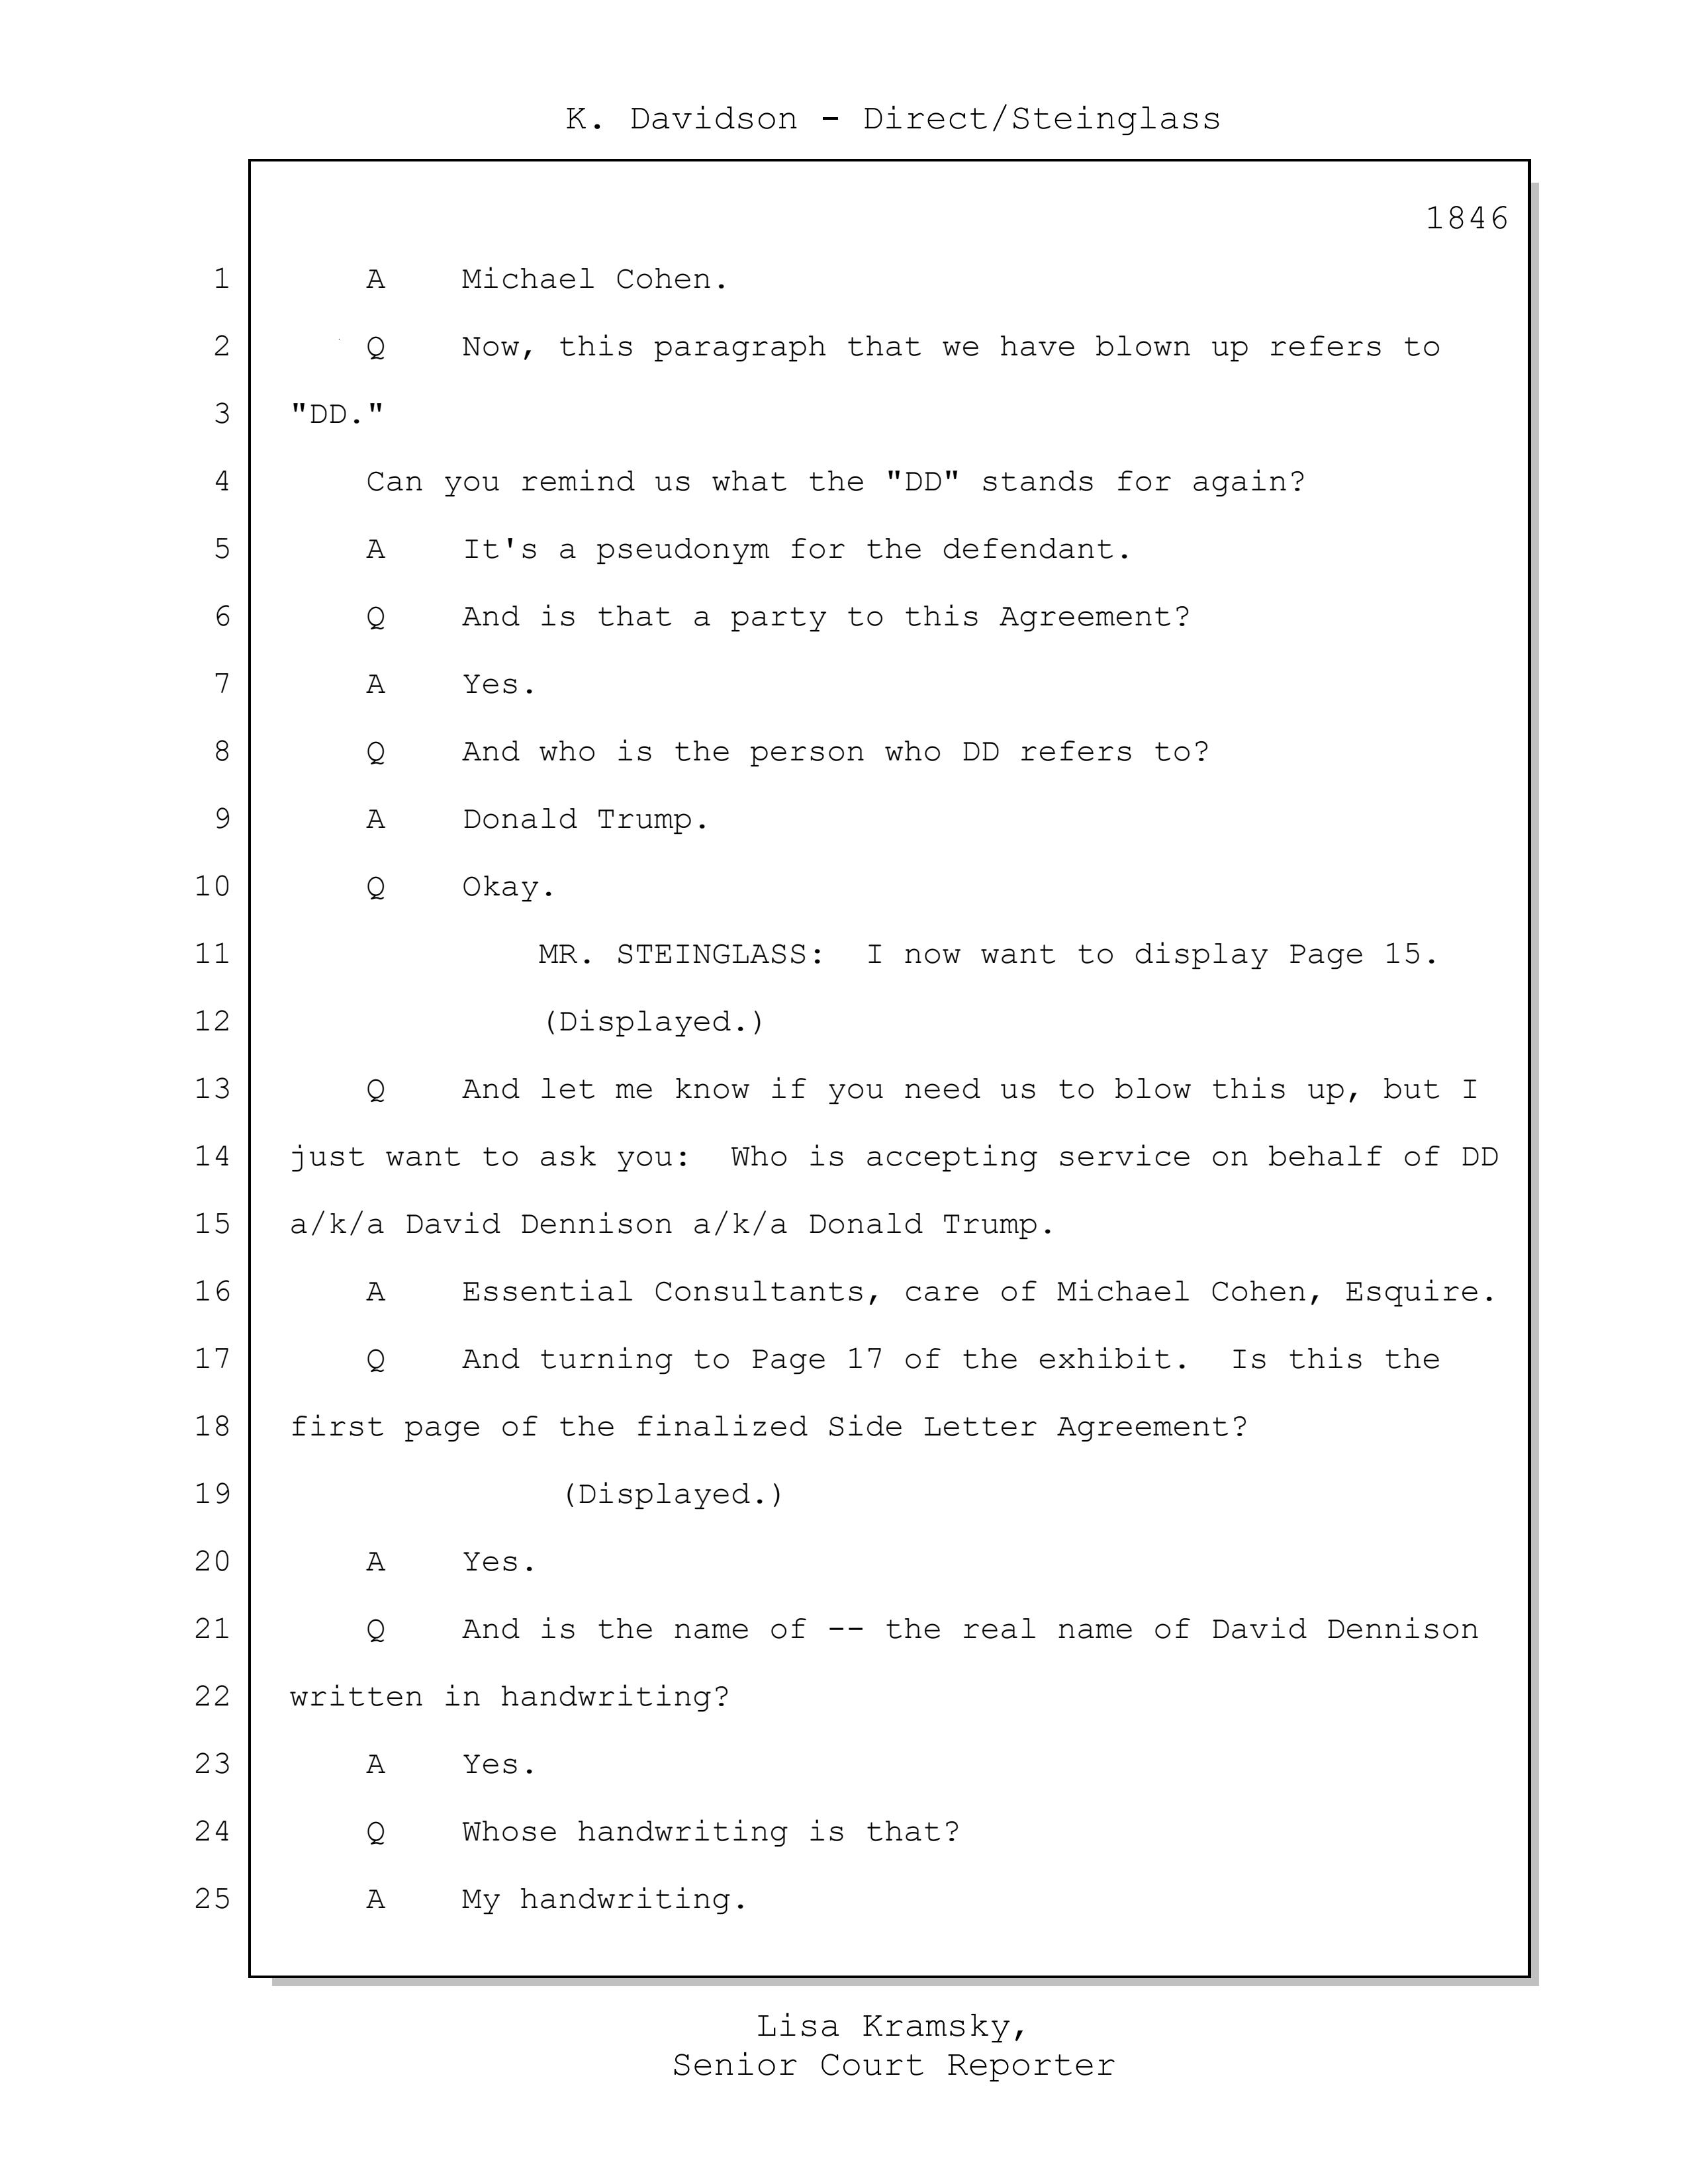 K. Davidson - Direct/Steinglass
1846
1 A Michael Cohen.
2 Q Now, this paragraph that we have blown up refers to
3 "DD."
4 Can you remind us what the "DD" stands for again?
5 A It's a pseudonym for the defendant.
6 Q And is that a party to this Agreement?
7 A Yes.
8 Q And who is the person who DD refers to?
9 A Donald Trump.
10 Q Okay.
11 MR. STEINGLASS: I now want to display Page 15.
12 (Displayed.)
13 Q And let me know if you need us to blow this up, but I
14 just want to ask you: Who is accepting service on behalf of DD
15 a/k/a David Dennison a/k/a Donald Trump.
16 A Essential Consultants, care of Michael Cohen, Esquire.
17 Q And turning to Page 17 of the exhibit. Is this the
18 first page of the finalized Side Letter Agreement?
19 (Displayed.)
20 A Yes.
21 Q And is the name of -- the real name of David Dennison
22 written in handwriting?
23 A Yes.
24 Q Whose handwriting is that?
25 A My handwriting.
Lisa Kramsky,
Senior Court Reporter